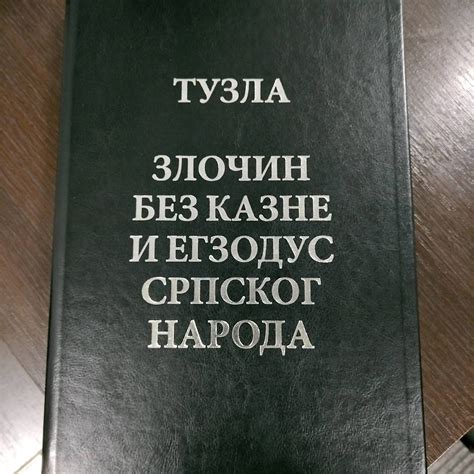 ТУЗЛА
ЗЛОЧИН
БЕЗ КАЗНЕ
И ЕГЗОДУС
СРПСКОГ
НАРОДА